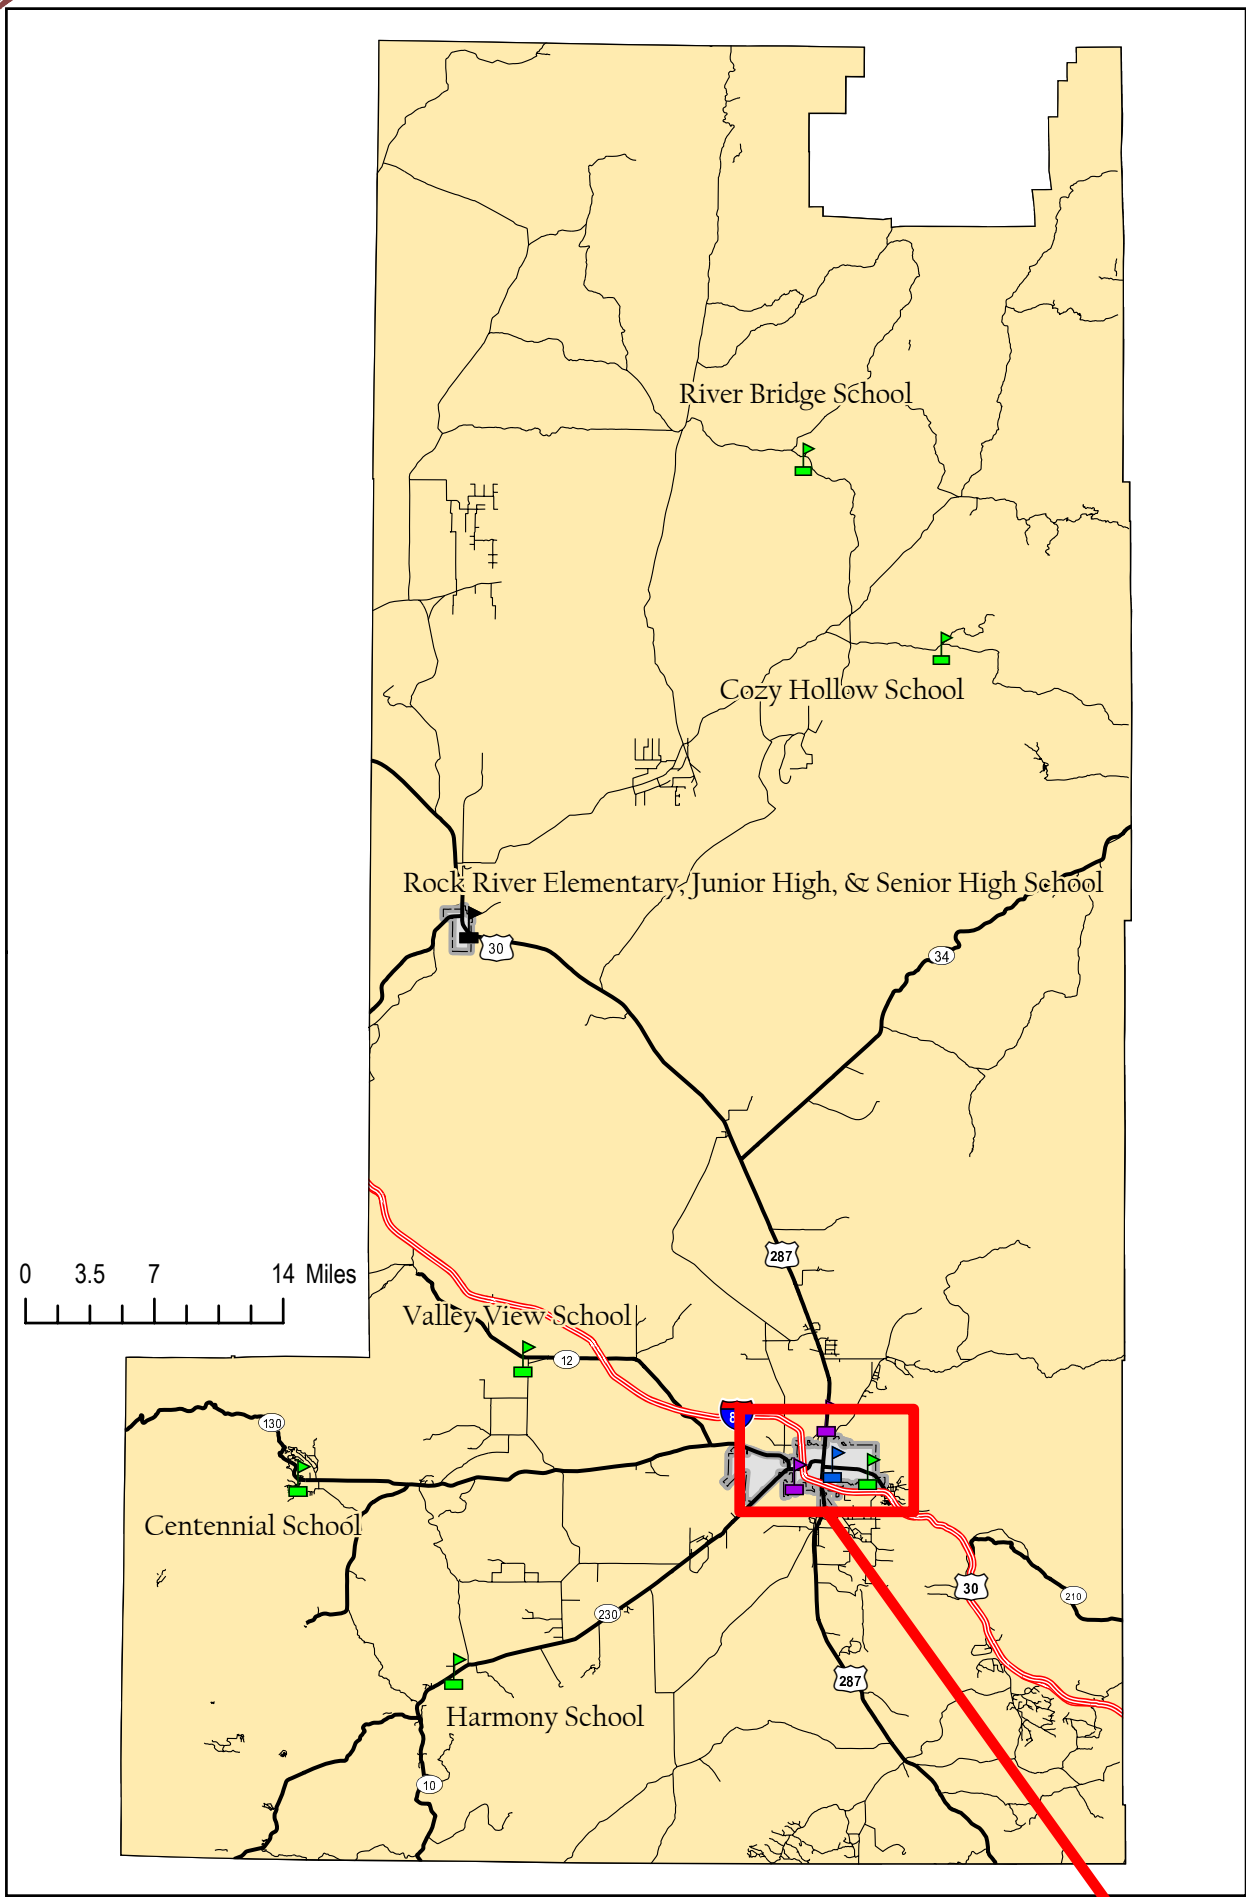 River Bridge School
Cozy Hollow School
Rock River Elementary, Junior High, & Senior High School
30
34
287
0 3.5 7 14 Miles
Valley View School
12
8
130
Centennial School
30
210
230
287
Harmony School
10